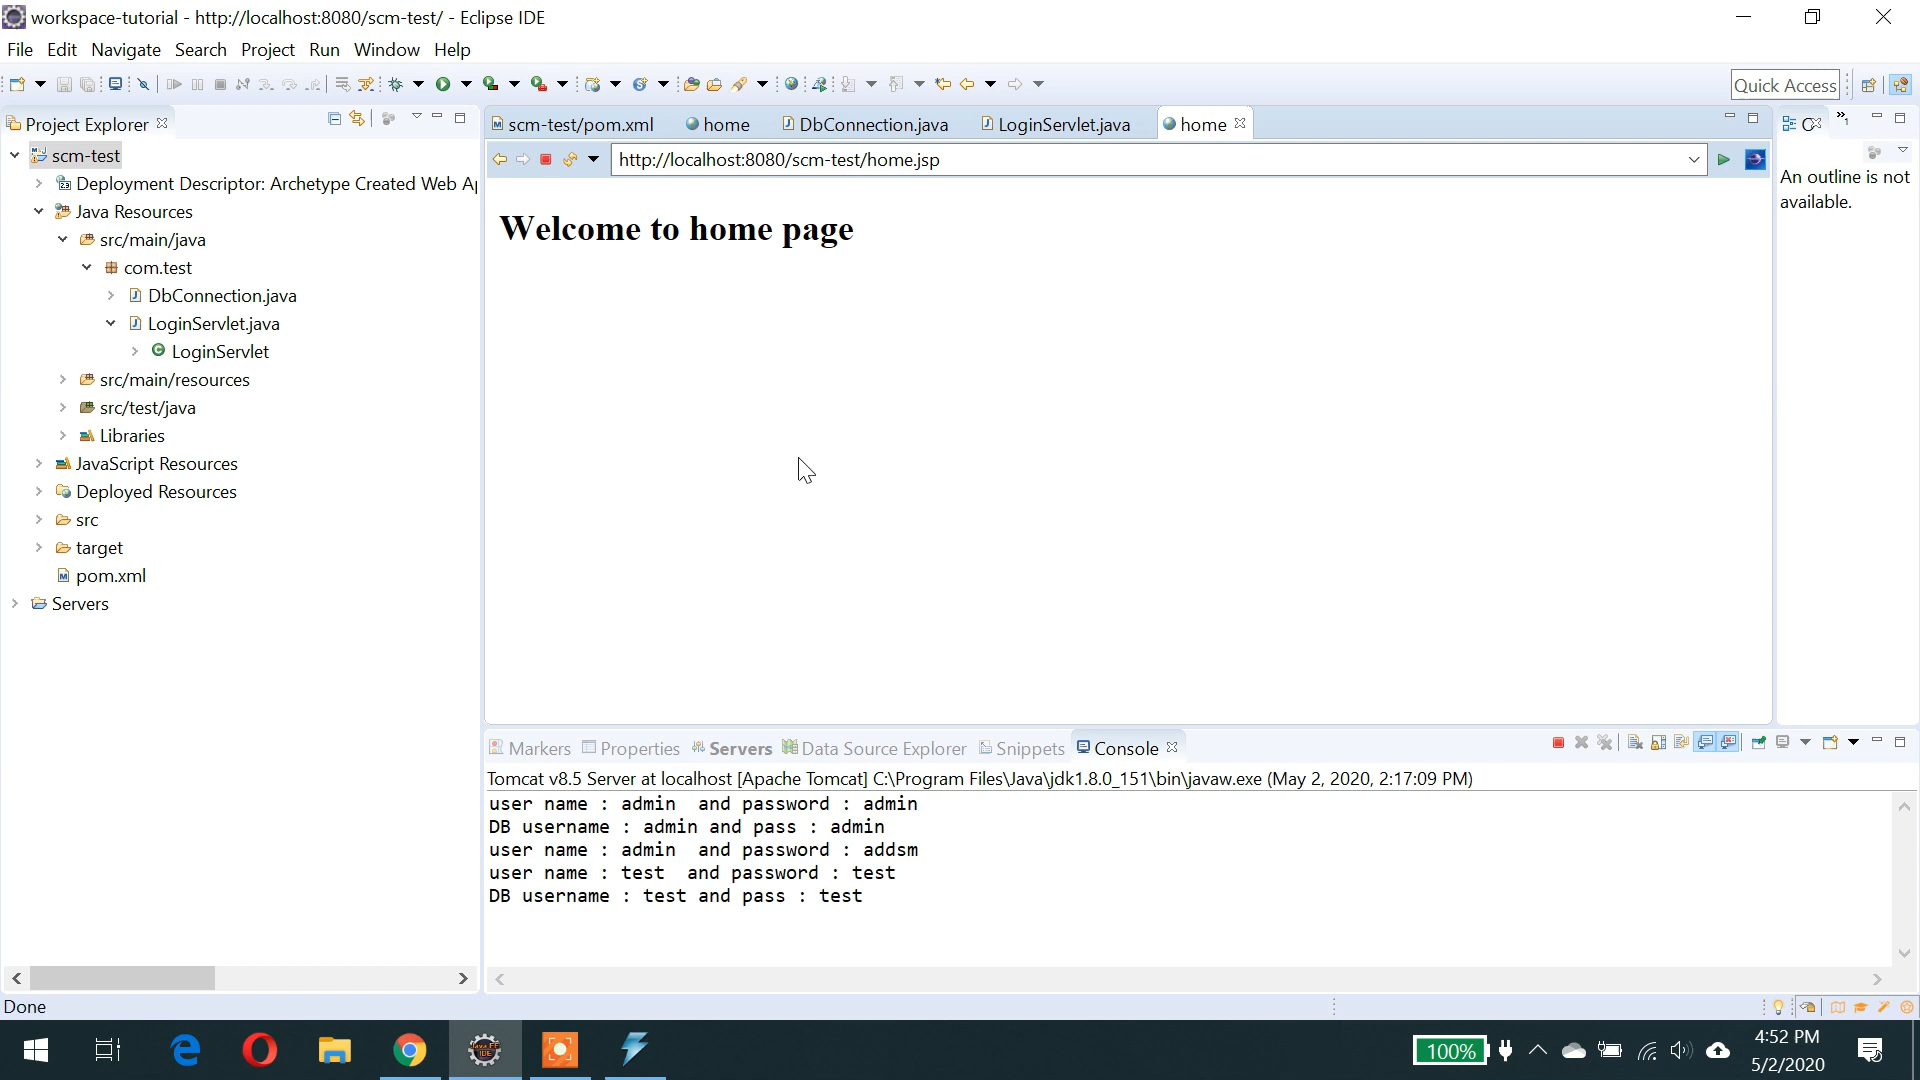 workspace-tutorial - http://localhost:8080/scm-test/ - Eclipse IDE
File Edit Navigate Search Project Run Window Help
Quick Access
Project Explorer
scm-test/pom.xml home DbConnection.java LoginServlet.java home
http://localhost:8080/scm-test/home.jsp
scm-test
Deployment Descriptor: Archetype Created Web Ap
Java Resources
src/main/java
com.test
DbConnection.java
LoginServlet.java
LoginServlet
src/main/resources
src/test/java
Libraries
JavaScript Resources
Deployed Resources
src
target
pom.xml
Servers
Welcome to home page
An outline is not
available.
Markers Properties Servers Data Source Explorer Snippets Console
Tomcat v8.5 Server at localhost [Apache Tomcat] C:\Program Files\Java\jdk1.8.0_151\bin\javaw.exe (May 2, 2020, 2:17:09 PM)
user name : admin  and password : admin
DB username : admin and pass : admin
user name : admin  and password : addsm
user name : test  and password : test
DB username : test and pass : test
Done
100%
4:52 PM
5/2/2020